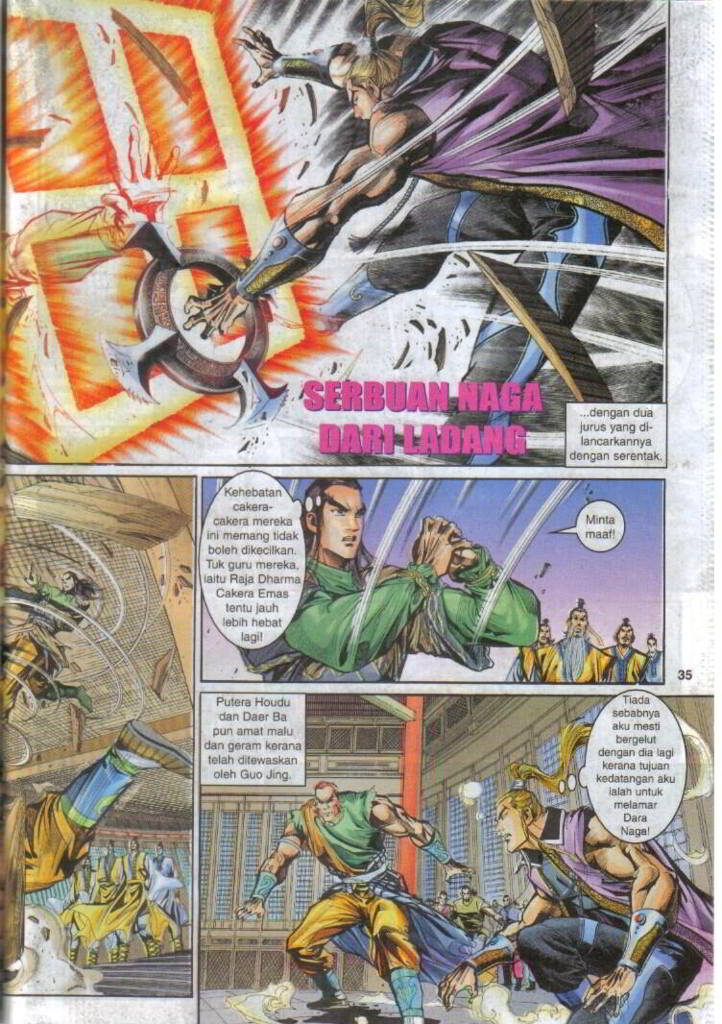 SERBUAN NAGA
DARI LADANG
...dengan dua
jurus yang di-
lancarkannya
dengan serentak.
Kehebatan
cakera-
cakera mereka
ini memang tidak
boleh dikecilkan.
Tuk guru mereka,
iaitu Raja Dharma
Cakera Emas
tentu jauh
lebih hebat
lagi!
Minta
maaf!
35
Putera Houdu
dan Daer Ba
pun amat malu
dan geram kerana
telah ditewaskan
oleh Guo Jing.
Tiada
sebabnya
aku mesti
bergelut
dengan dia lagi
kerana tujuan
kedatangan aku
ialah untuk
melamar
Dara
Naga!